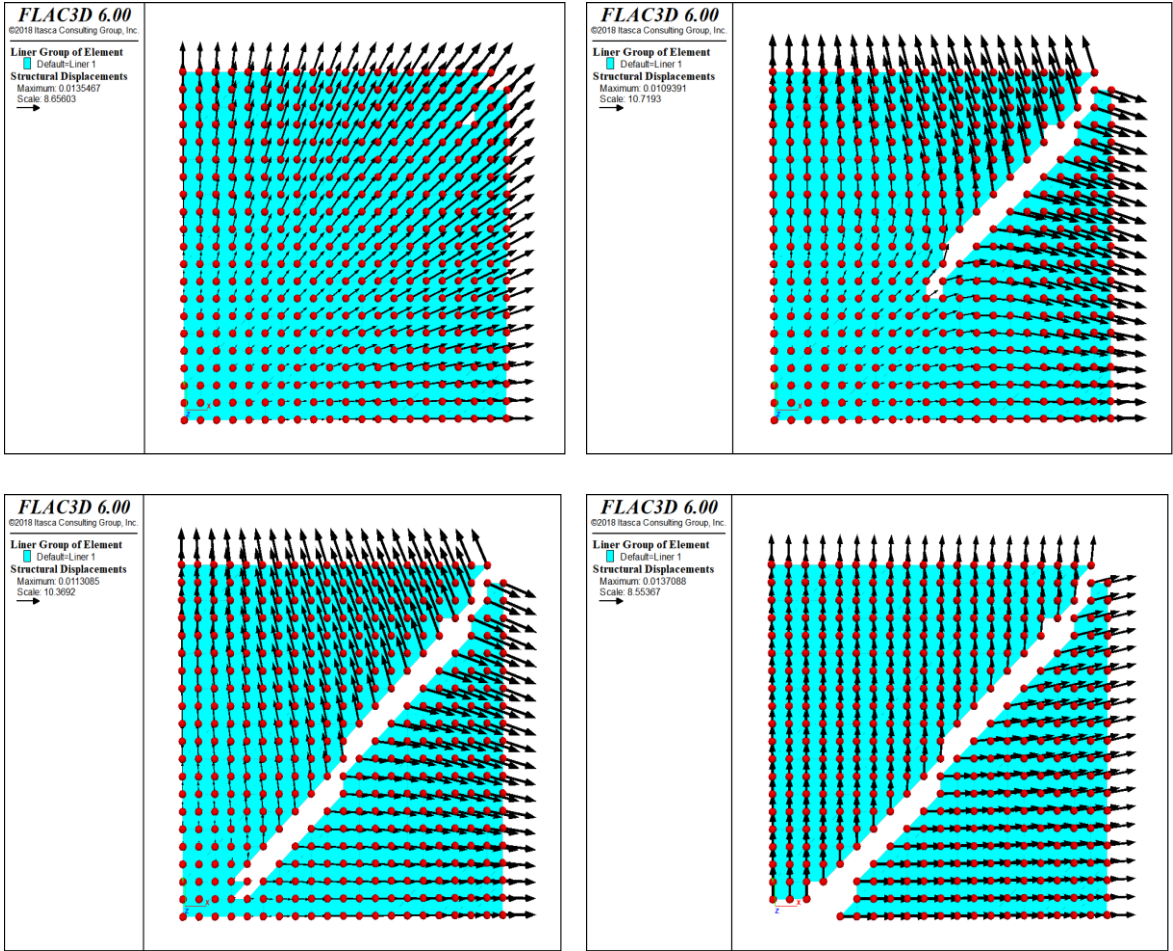 FLAC3D 6.00
©2018 Itasca Consulting Group, Inc.
Liner Group of Element
Default=Liner 1
Structural Displacements
Maximum: 0.0135467
Scale: 8.65603
z x
FLAC3D 6.00
©2018 Itasca Consulting Group, Inc.
Liner Group of Element
Default=Liner 1
Structural Displacements
Maximum: 0.0109391
Scale: 10.7193
z x
FLAC3D 6.00
©2018 Itasca Consulting Group, Inc.
Liner Group of Element
Default=Liner 1
Structural Displacements
Maximum: 0.0113085
Scale: 10.3692
z x
FLAC3D 6.00
©2018 Itasca Consulting Group, Inc.
Liner Group of Element
Default=Liner 1
Structural Displacements
Maximum: 0.0137088
Scale: 8.55367
z x